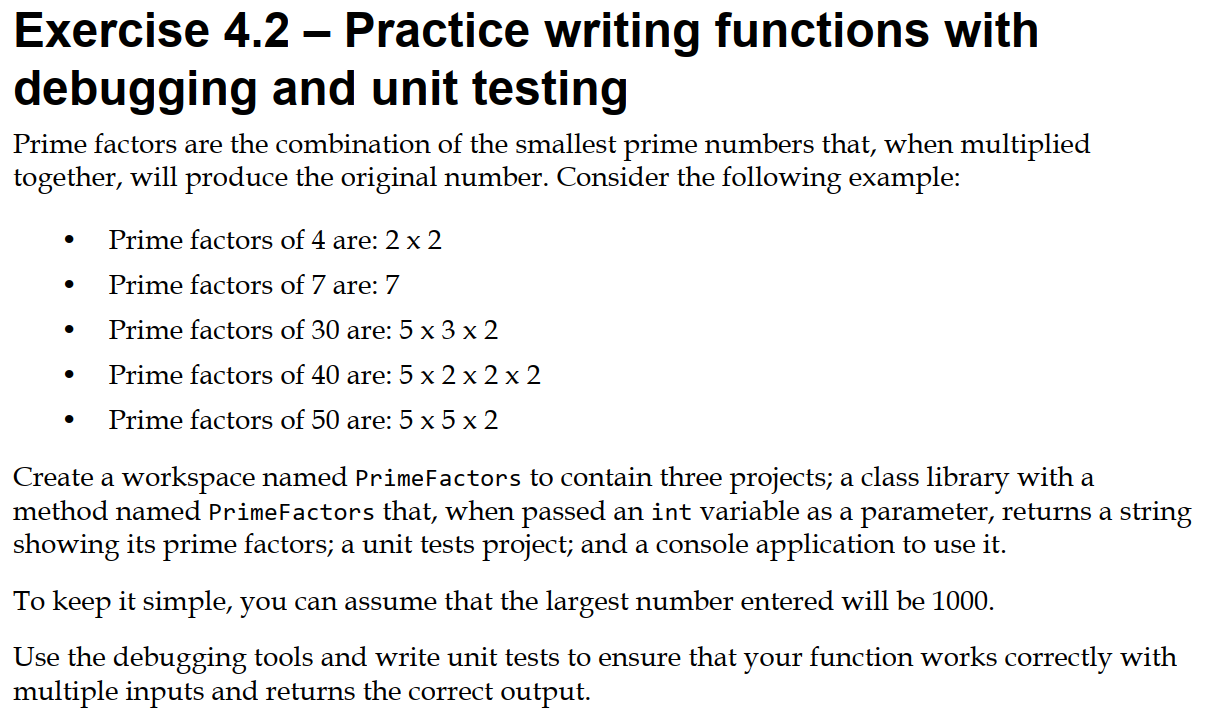 Exercise 4.2 – Practice writing functions with
debugging and unit testing
Prime factors are the combination of the smallest prime numbers that, when multiplied
together, will produce the original number. Consider the following example:
• Prime factors of 4 are: 2 x 2
• Prime factors of 7 are: 7
• Prime factors of 30 are: 5 x 3 x 2
• Prime factors of 40 are: 5 x 2 x 2 x 2
• Prime factors of 50 are: 5 x 5 x 2
Create a workspace named PrimeFactors to contain three projects; a class library with a
method named PrimeFactors that, when passed an int variable as a parameter, returns a string
showing its prime factors; a unit tests project; and a console application to use it.
To keep it simple, you can assume that the largest number entered will be 1000.
Use the debugging tools and write unit tests to ensure that your function works correctly with
multiple inputs and returns the correct output.